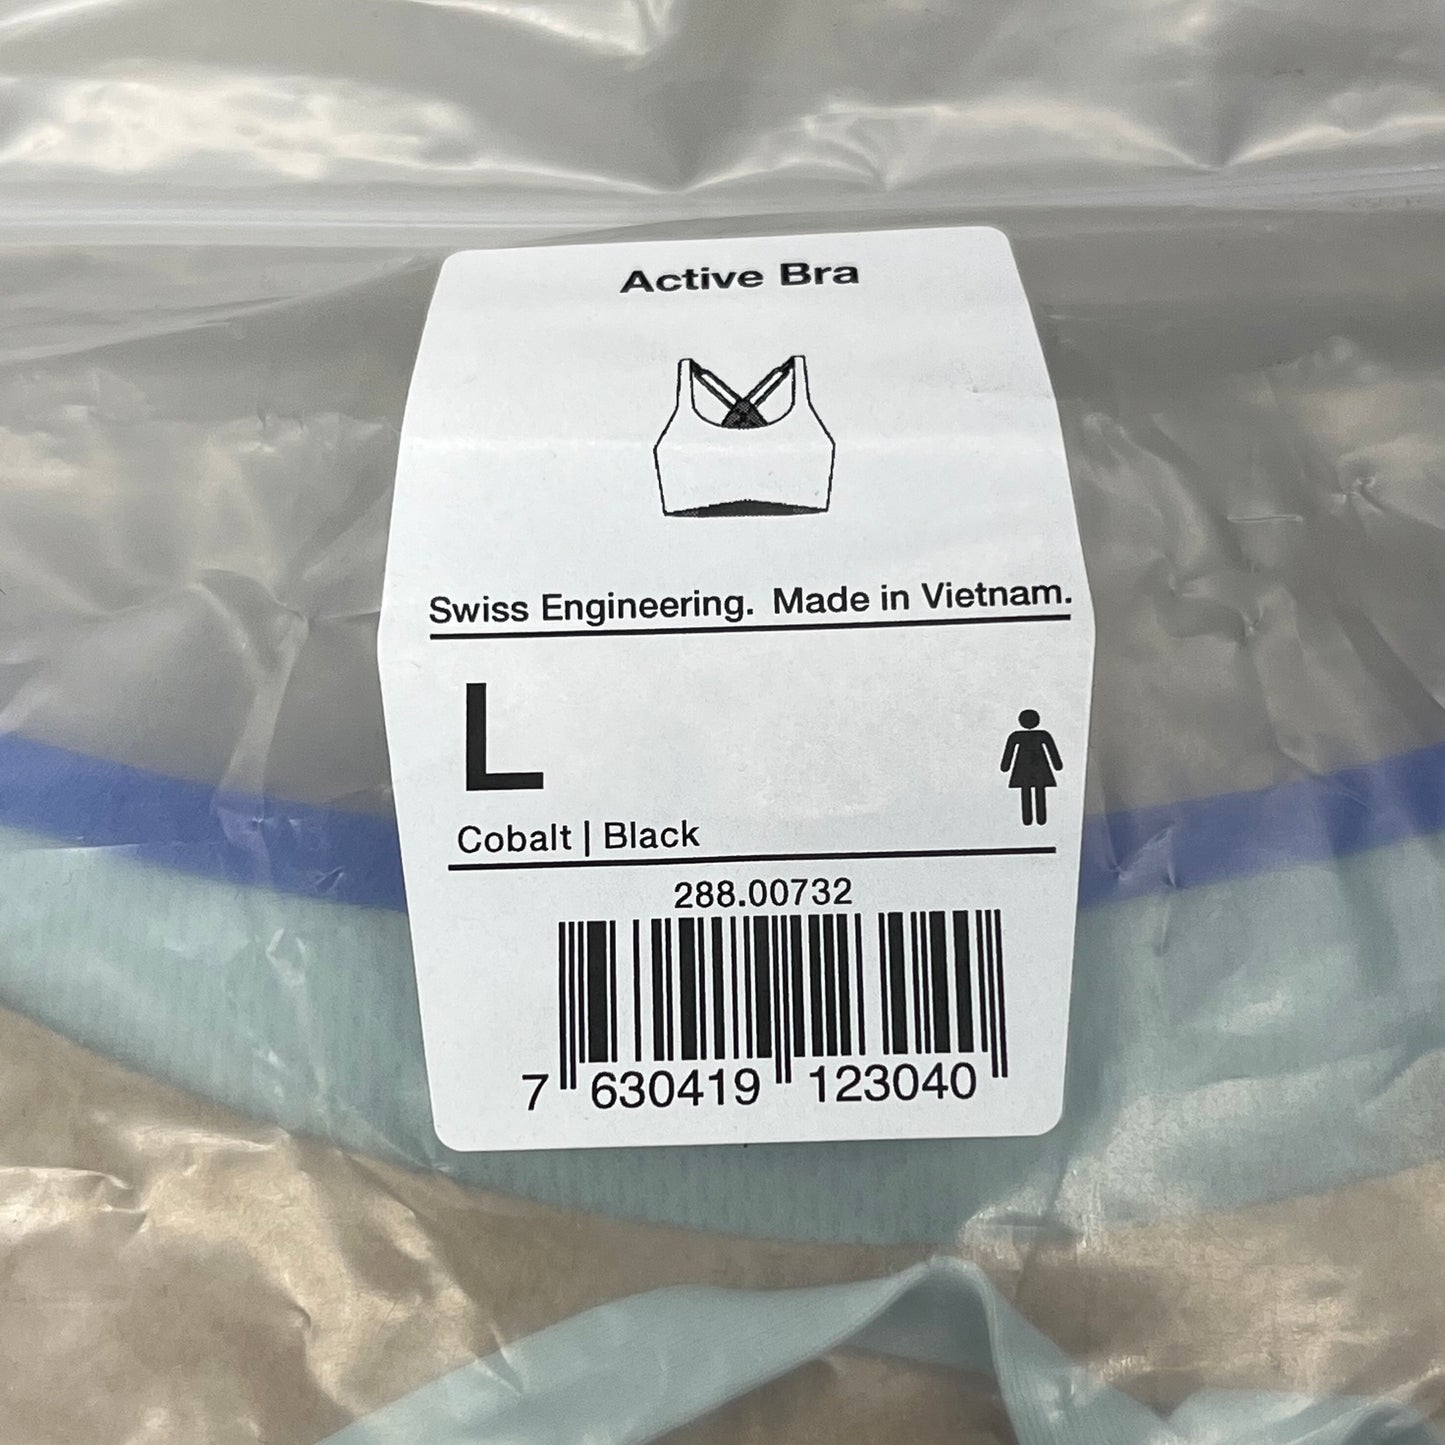 Active Bra
Swiss Engineering. Made in Vietnam.
L
Cobalt | Black
288.00732
7 630419 123040